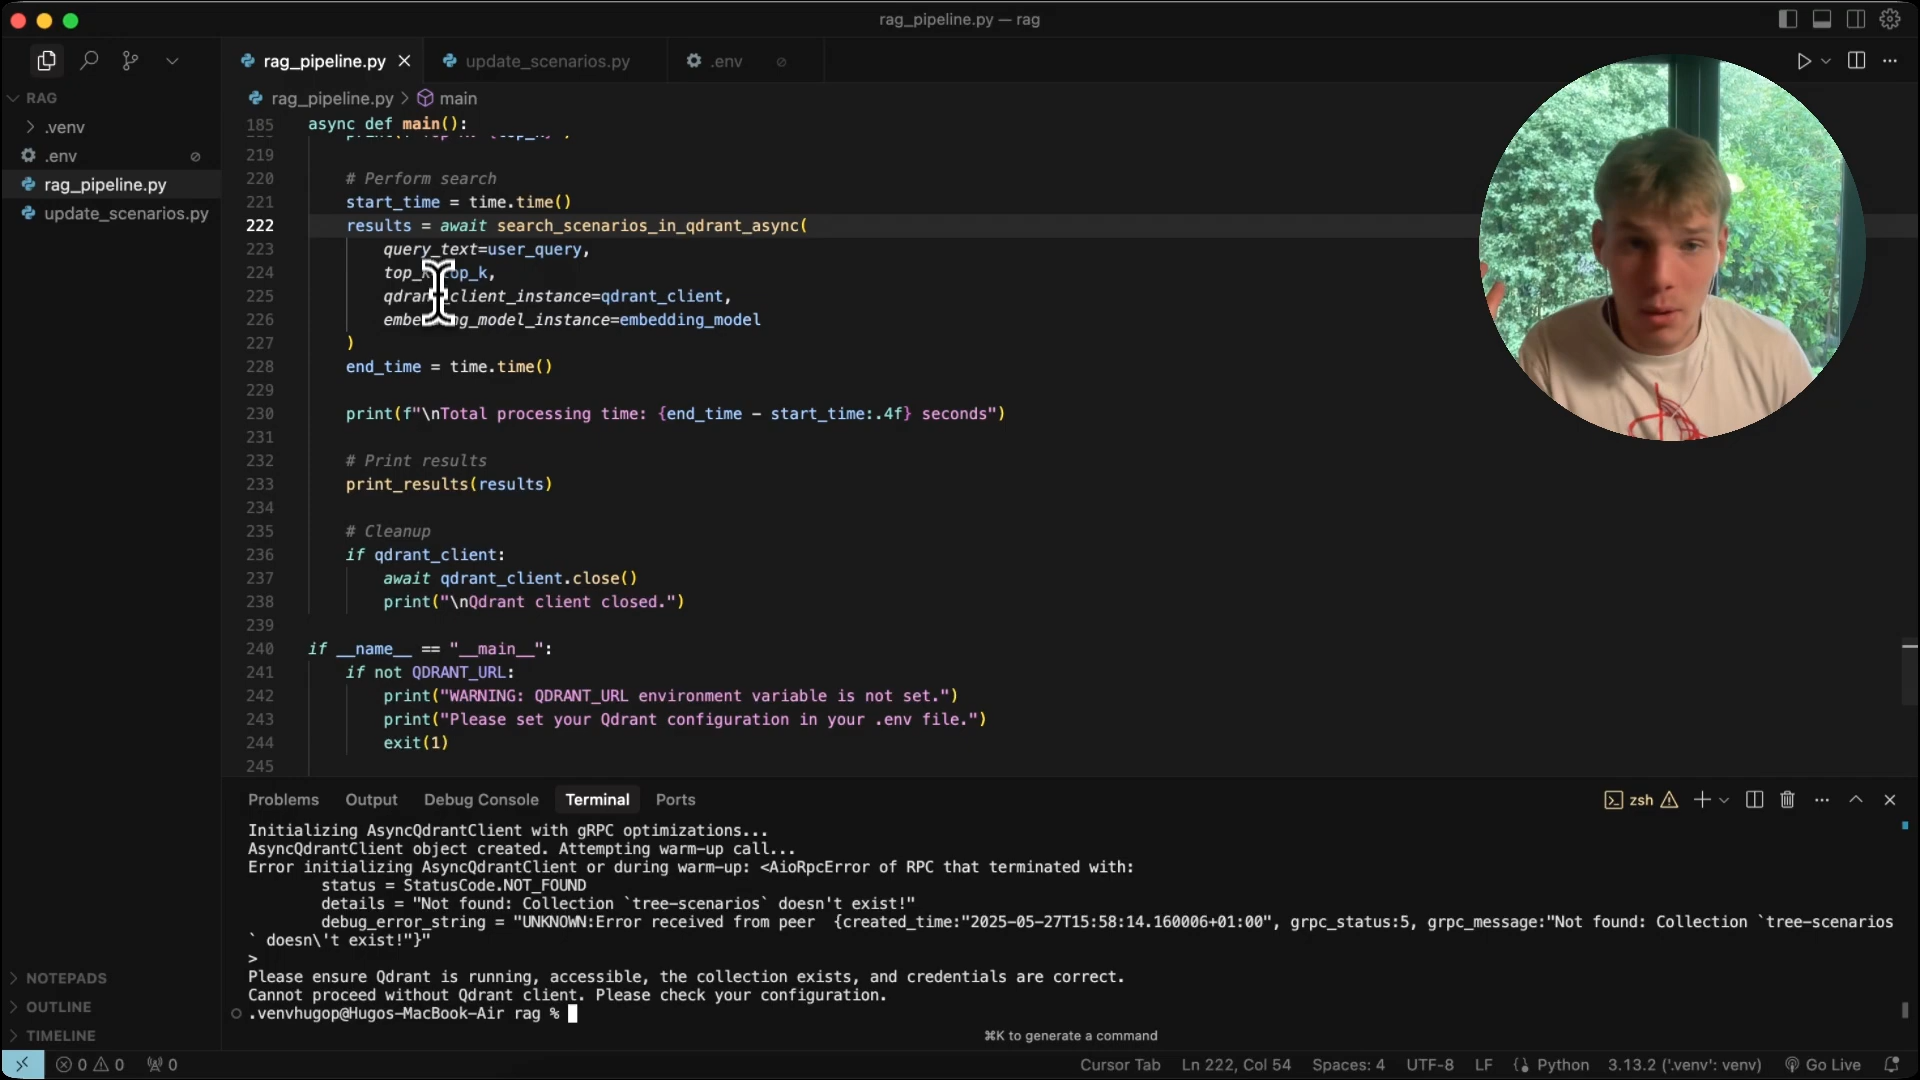 rag_pipeline.py — rag
rag_pipeline.py
update_scenarios.py
.env
RAG
.venv
.env
rag_pipeline.py
update_scenarios.py
NOTEPADS
OUTLINE
TIMELINE
rag_pipeline.py > main
185 async def main():
219
220 # Perform search
221 start_time = time.time()
222 results = await search_scenarios_in_qdrant_async(
223 query_text=user_query,
224 top_k,
225 qdrant_client_instance=qdrant_client,
226 embedding_model_instance=embedding_model
227 )
228 end_time = time.time()
229
230 print(f"\nTotal processing time: {end_time - start_time:.4f} seconds")
231
232 # Print results
233 print_results(results)
234
235 # Cleanup
236 if qdrant_client:
237 await qdrant_client.close()
238 print("\nQdrant client closed.")
239
240 if __name__ == "__main__":
241 if not QDRANT_URL:
242 print("WARNING: QDRANT_URL environment variable is not set.")
243 print("Please set your Qdrant configuration in your .env file.")
244 exit(1)
245
Problems Output Debug Console Terminal Ports
zsh
Initializing AsyncQdrantClient with gRPC optimizations...
AsyncQdrantClient object created. Attempting warm-up call...
Error initializing AsyncQdrantClient or during warm-up: <AioRpcError of RPC that terminated with:
status = StatusCode.NOT_FOUND
details = "Not found: Collection `tree-scenarios` doesn't exist!"
debug_error_string = "UNKNOWN:Error received from peer {created_time:"2025-05-27T15:58:14.160006+01:00", grpc_status:5, grpc_message:"Not found: Collection `tree-scenarios
` doesn\'t exist!"}"
>
Please ensure Qdrant is running, accessible, the collection exists, and credentials are correct.
Cannot proceed without Qdrant client. Please check your configuration.
.venvhugop@Hugos-MacBook-Air rag %
⌘K to generate a command
0 0 0
Cursor Tab Ln 222, Col 54 Spaces: 4 UTF-8 LF {} Python 3.13.2 ('.venv': venv) Go Live